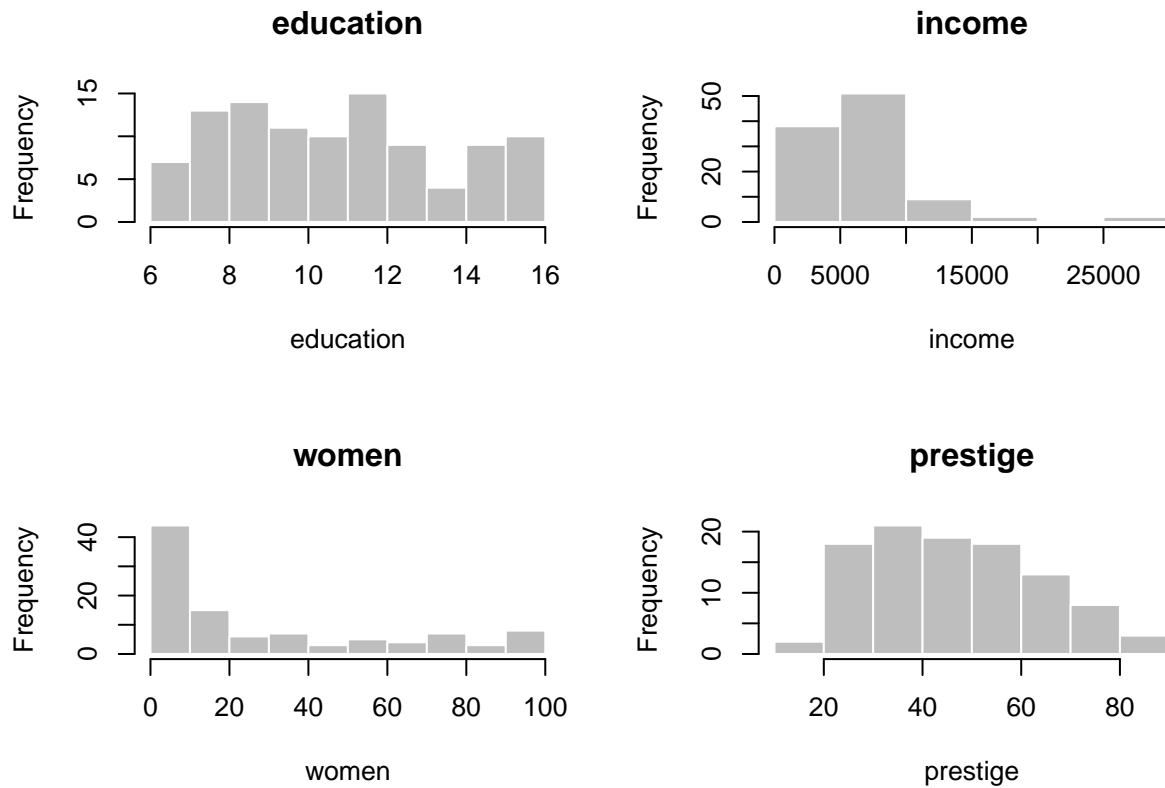 education
Frequency
0 5 15
6 8 10 12 14 16
education
income
Frequency
0 20 50
0 5000 15000 25000
income
women
Frequency
0 20 40
0 20 40 60 80 100
women
prestige
Frequency
0 10 20
20 40 60 80
prestige